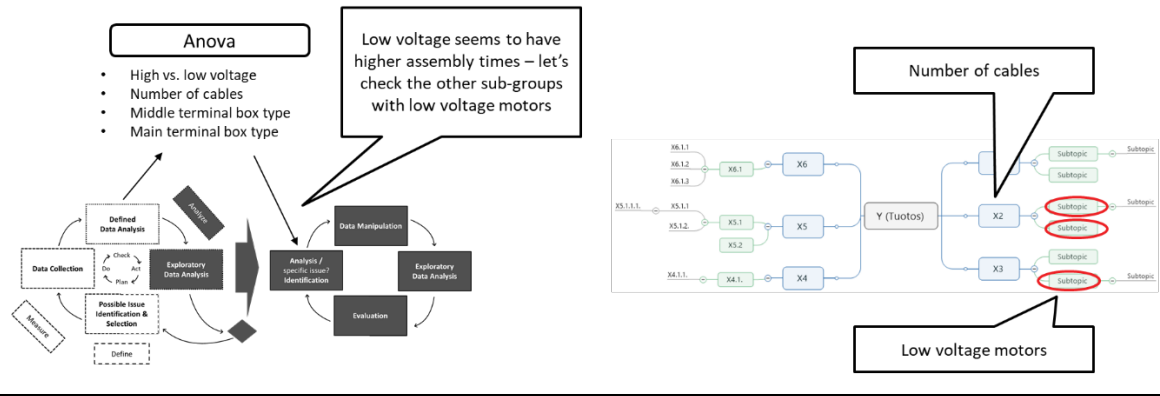 Anova
• High vs. low voltage
• Number of cables
• Middle terminal box type
• Main terminal box type
Low voltage seems to have
higher assembly times – let's
check the other sub-groups
with low voltage motors
Analyze
Defined
Data Analysis
Data Collection
Check
Do
Act
Plan
Exploratory
Data Analysis
Possible Issue
Identification &
Selection
Measure
Define
Data Manipulation
Analysis /
specific issue?
Identification
Exploratory
Data Analysis
Evaluation
Number of cables
X6.1.1
X6.1.2
X6.1.3
X6.1
X6
X5.1.1.1.
X5.1.1
X5.1.2.
X5.1
X5.2
X5
X4.1.1.
X4.1.
X4
Y (Tuotos)
Subtopic
Subtopic
Subtopic
X2
Subtopic
Subtopic
Subtopic
X3
Subtopic
Subtopic
Subtopic
Low voltage motors